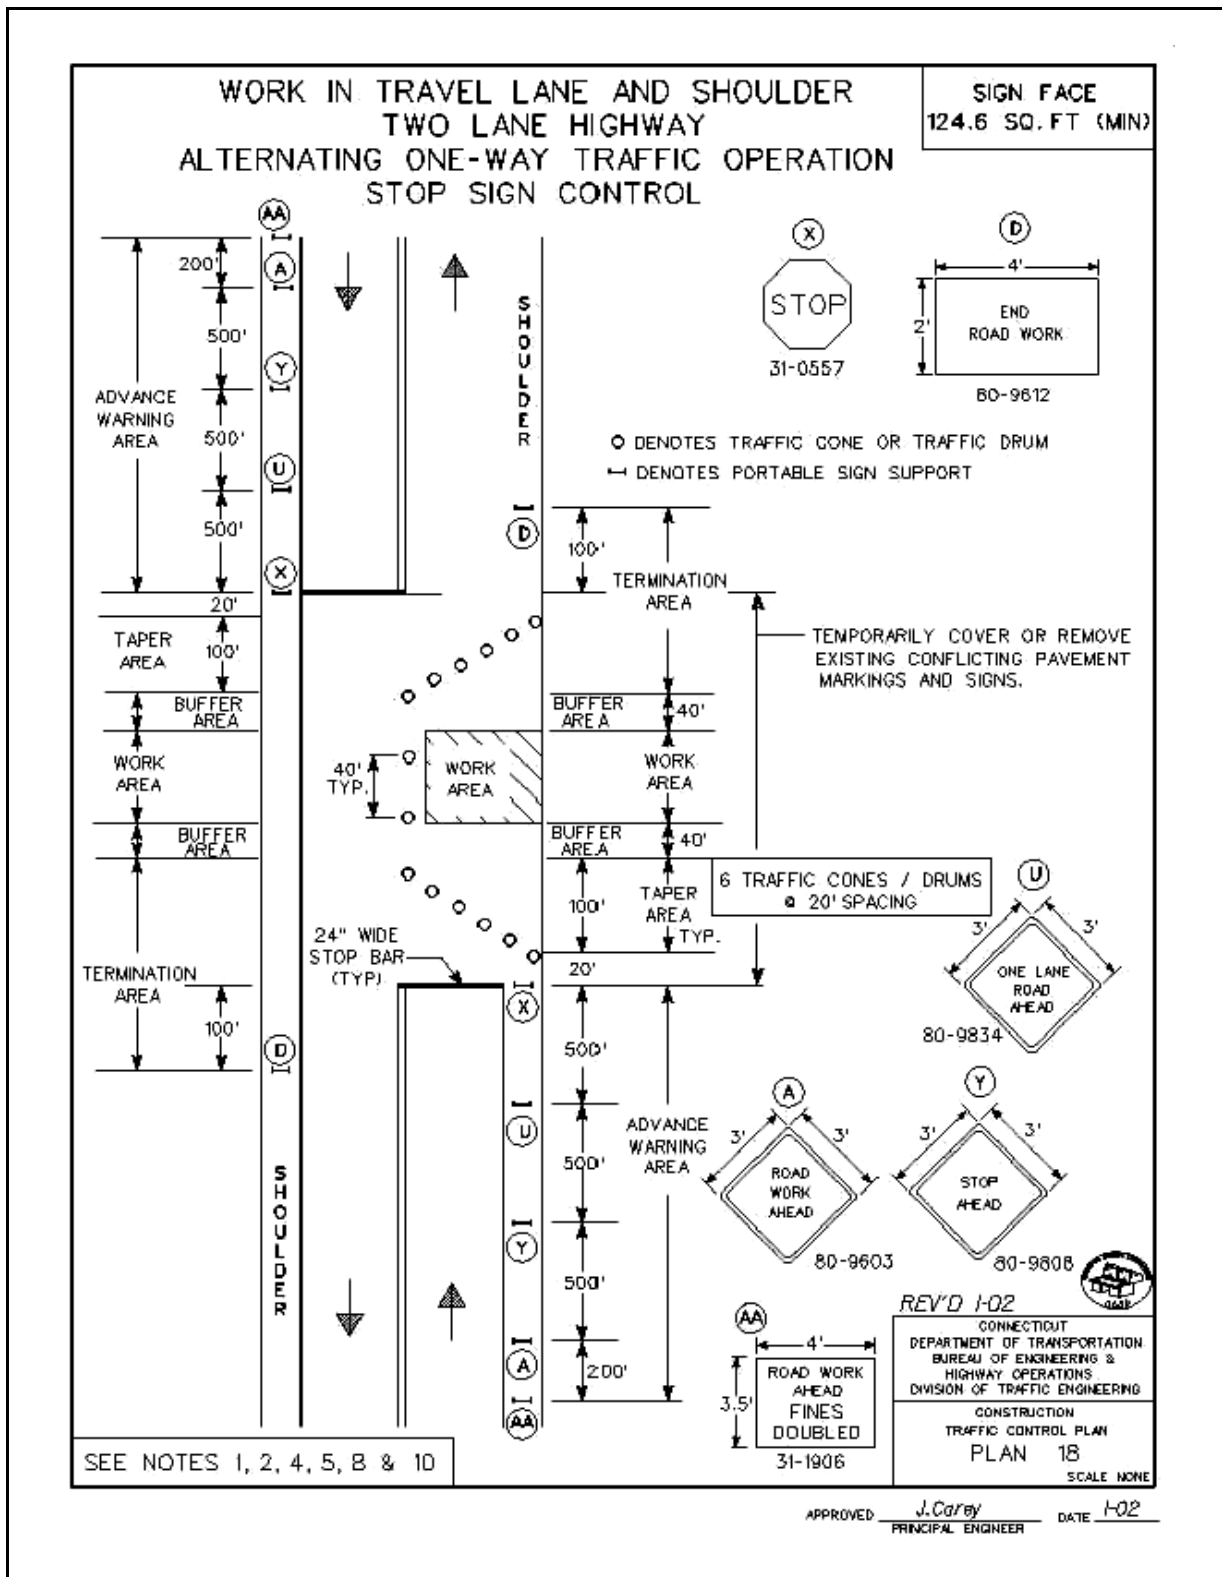 WORK IN TRAVEL LANE AND SHOULDER
TWO LANE HIGHWAY
ALTERNATING ONE-WAY TRAFFIC OPERATION
STOP SIGN CONTROL
SIGN FACE
124.6 SQ.FT (MIN)
AA
A
Y
U
X
200'
500'
500'
500'
20'
100'
ADVANCE
WARNING
AREA
TAPER
AREA
BUFFER
AREA
WORK
AREA
BUFFER
AREA
TERMINATION
AREA
100'
D
SHOULDER
SHOULDER
X
STOP
31-0557
D
4'
2'
END
ROAD WORK
80-9612
O DENOTES TRAFFIC CONE OR TRAFFIC DRUM
DENOTES PORTABLE SIGN SUPPORT
D
100'
TERMINATION
AREA
TEMPORARILY COVER OR REMOVE
EXISTING CONFLICTING PAVEMENT
MARKINGS AND SIGNS.
BUFFER
AREA
40'
40'
TYP.
WORK
AREA
WORK
AREA
BUFFER
AREA
40'
100'
TAPER
AREA
TYP.
6 TRAFFIC CONES / DRUMS
@ 20' SPACING
24" WIDE
STOP BAR
(TYP)
20'
X
500'
U
500'
Y
500'
A
200'
AA
ADVANCE
WARNING
AREA
U
3'
3'
ONE LANE
ROAD
AHEAD
80-9834
A
3'
3'
ROAD
WORK
AHEAD
80-9603
Y
3'
3'
STOP
AHEAD
80-9808
AA
4'
3.5'
ROAD WORK
AHEAD
FINES
DOUBLED
31-1906
REV'D 1-02
CONNECTICUT
DEPARTMENT OF TRANSPORTATION
BUREAU OF ENGINEERING &
HIGHWAY OPERATIONS
DIVISION OF TRAFFIC ENGINEERING
CONSTRUCTION
TRAFFIC CONTROL PLAN
PLAN 18
SCALE NONE
SEE NOTES 1, 2, 4, 5, 8 & 10
APPROVED J.Carey DATE 1-02
PRINCIPAL ENGINEER